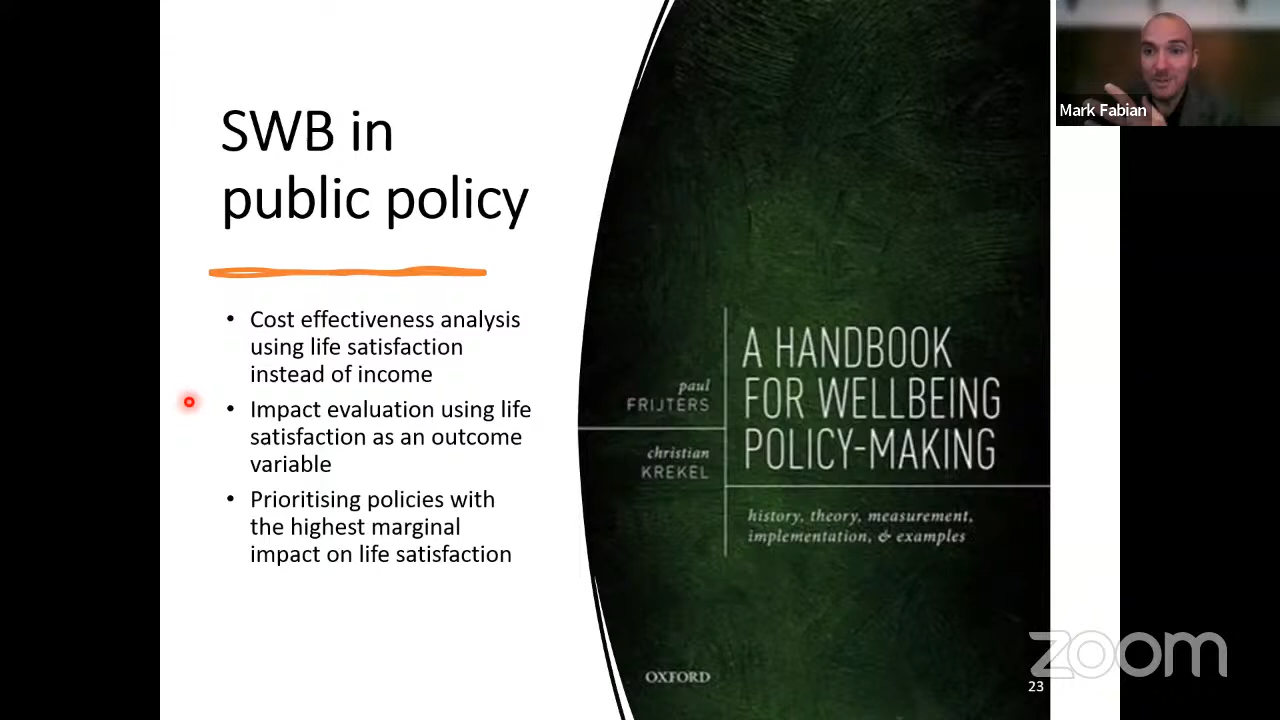 SWB in
public policy
• Cost effectiveness analysis
using life satisfaction
instead of income
• Impact evaluation using life
satisfaction as an outcome
variable
• Prioritising policies with
the highest marginal
impact on life satisfaction
paul
FRIJTERS
christian
KREKEL
A HANDBOOK
FOR WELLBEING
POLICY-MAKING
history, theory, measurement,
implementation, & examples
OXFORD
23
Mark Fabian
zoom